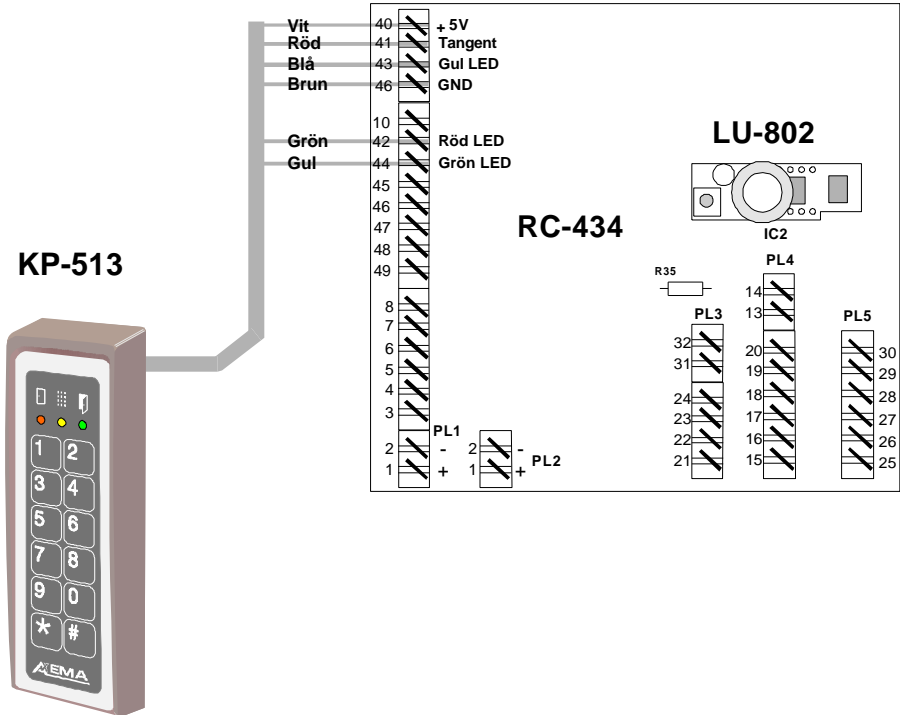 Vit 40 + 5V
Röd 41 Tangent
Blå 43 Gul LED
Brun 46 GND
10
Grön 42 Röd LED
Gul 44 Grön LED
45
46
47
48
49
8
7
6
5
4
3
PL1
2 -
1 +
2 -
1 +
PL2
LU-802
IC2
RC-434
R35
PL3
32
31
24
23
22
21
PL4
14
13
20
19
18
17
16
15
PL5
30
29
28
27
26
25
KP-513
1 2
3 4
5 6
7 8
9 0
* #
EMA